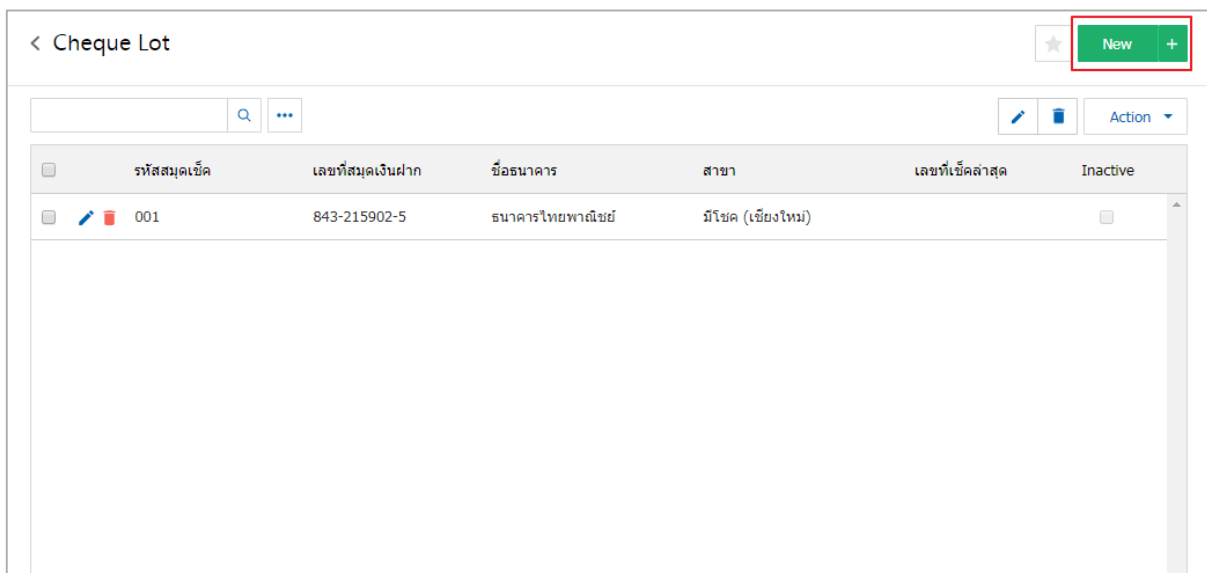 Cheque Lot
New +
Action
รหัสสมุดเช็ค เลขที่สมุดเงินฝาก ชื่อธนาคาร สาขา เลขที่เช็คล่าสุด Inactive
001 843-215902-5 ธนาคารไทยพาณิชย์ มีโชค (เชียงใหม่)